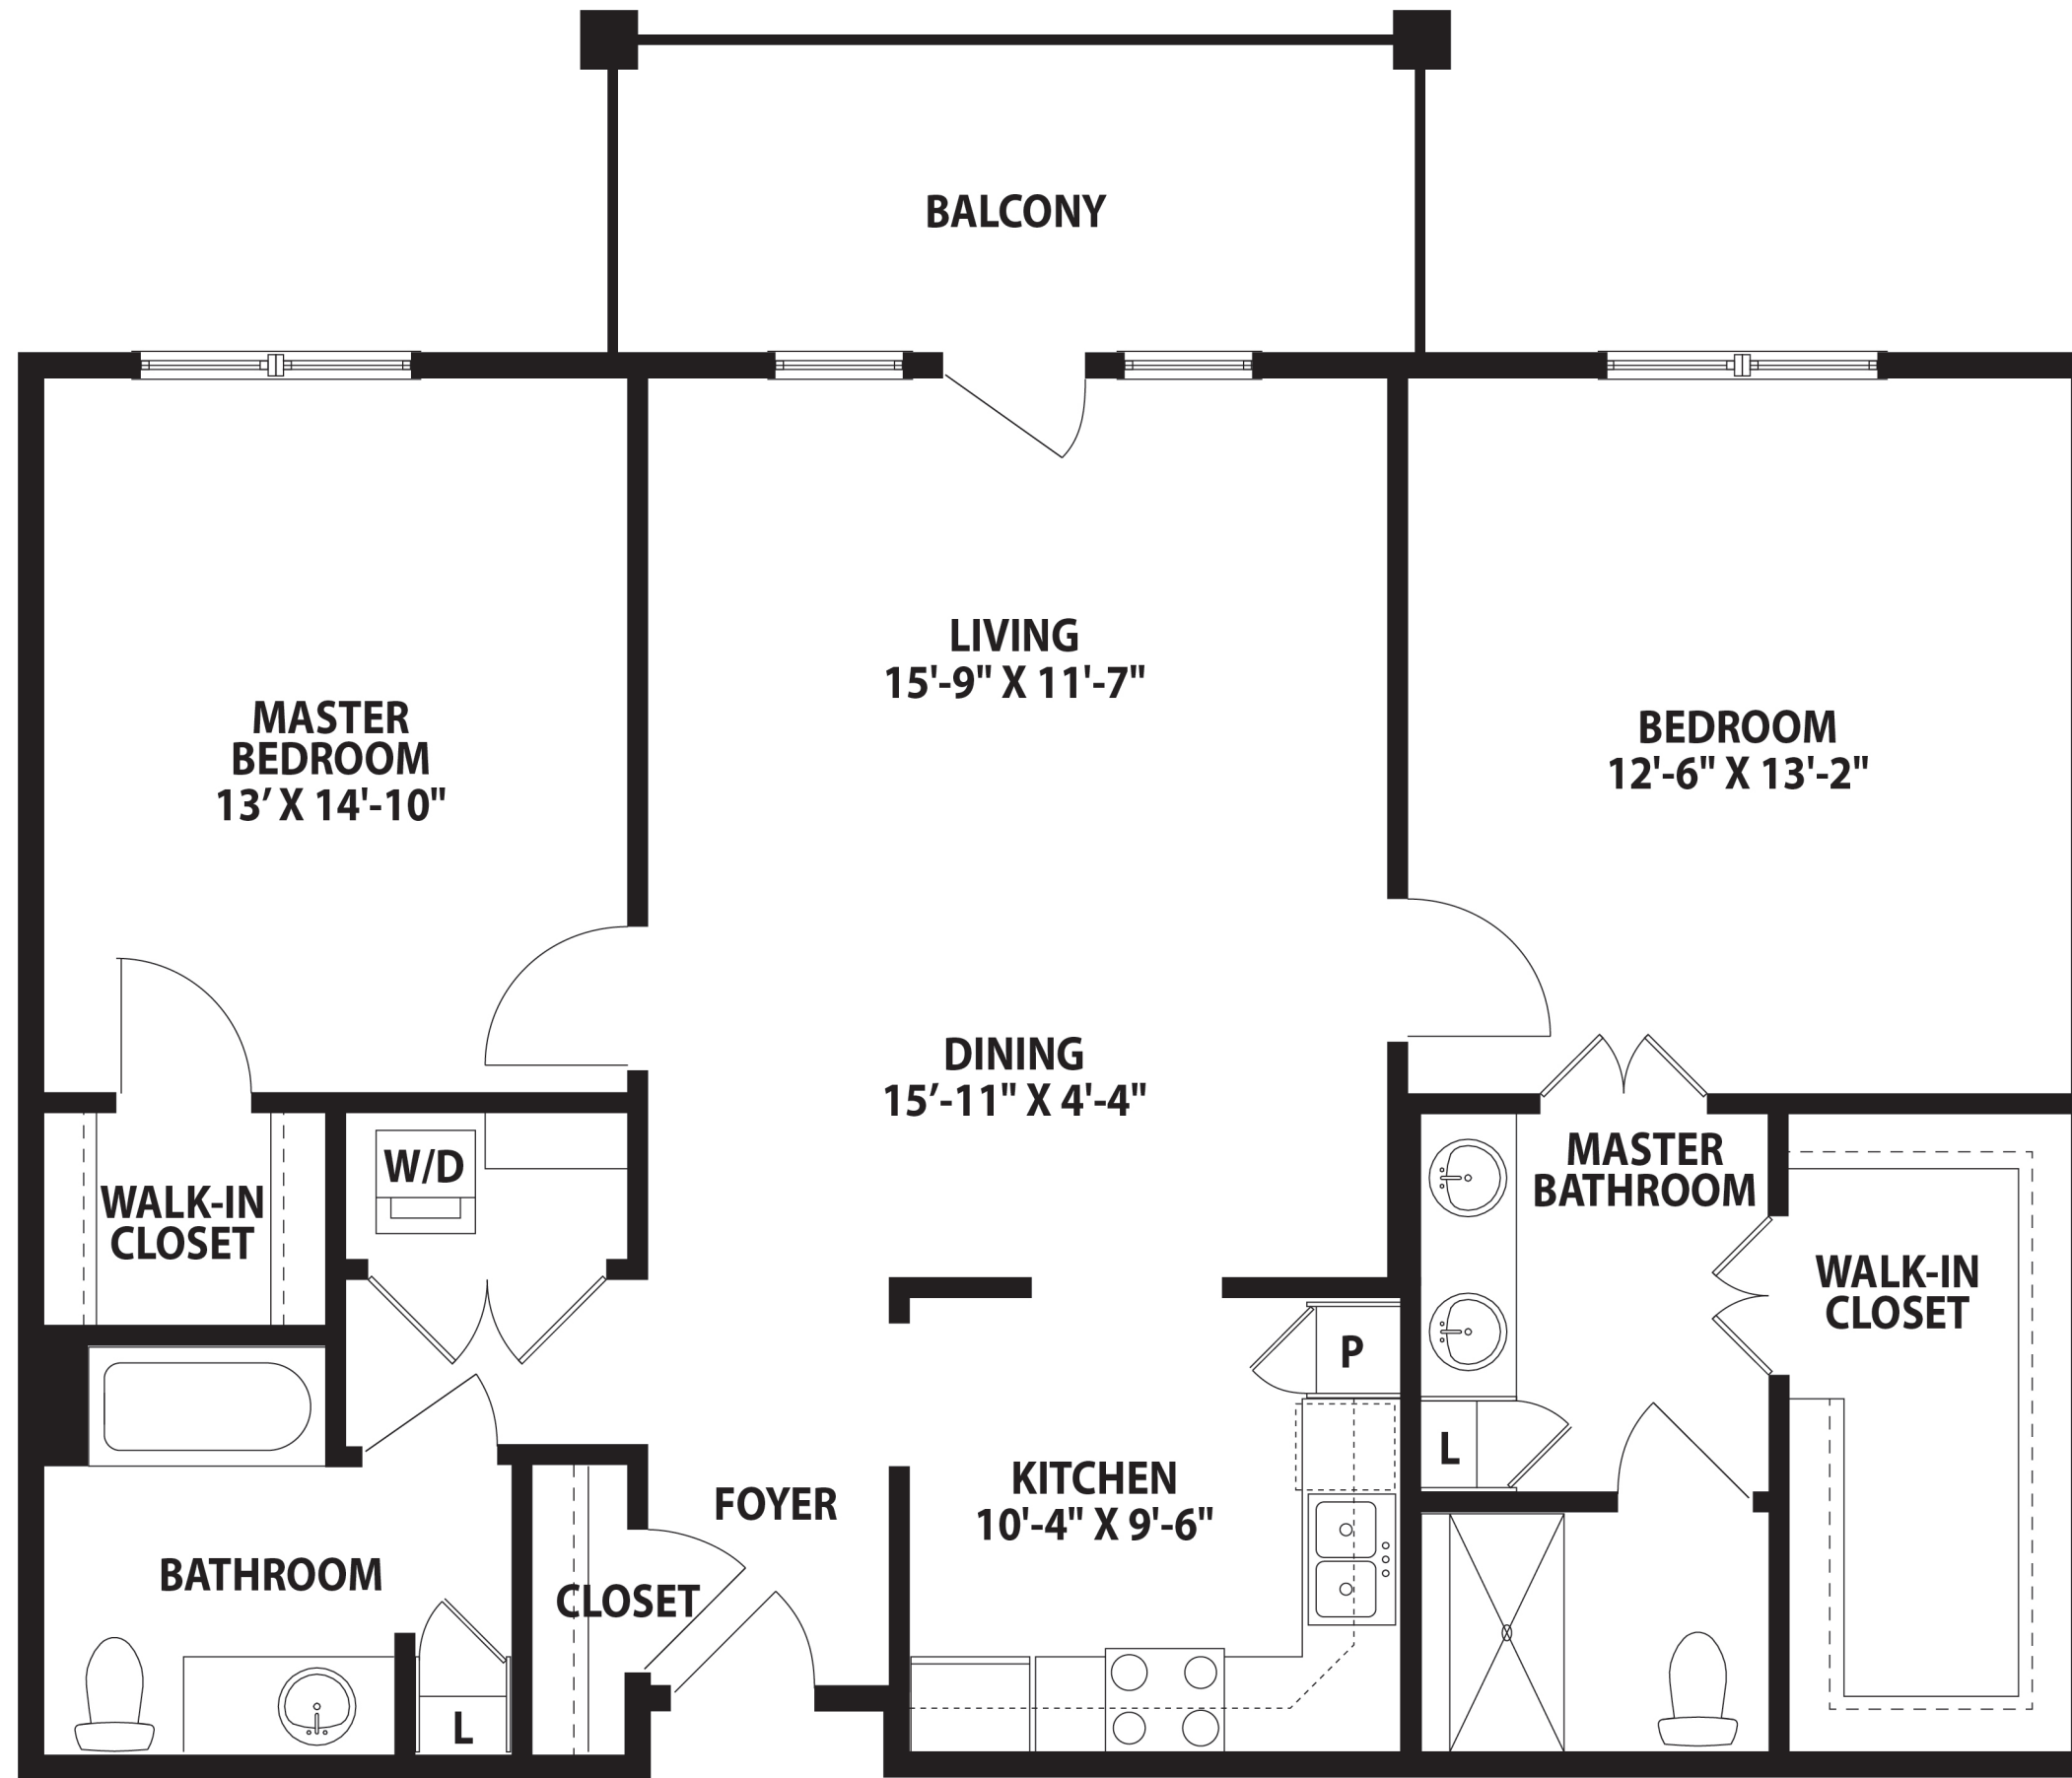 BALCONY
LIVING
15'-9" X 11'-7"
MASTER
BEDROOM
13’ X 14'-10"
BEDROOM
12'-6" X 13'-2"
DINING
15’-11" X 4'-4"
W/D
WALK-IN
CLOSET
MASTER
BATHROOM
WALK-IN
CLOSET
P
L
KITCHEN
10'-4" X 9'-6"
FOYER
BATHROOM
CLOSET
L